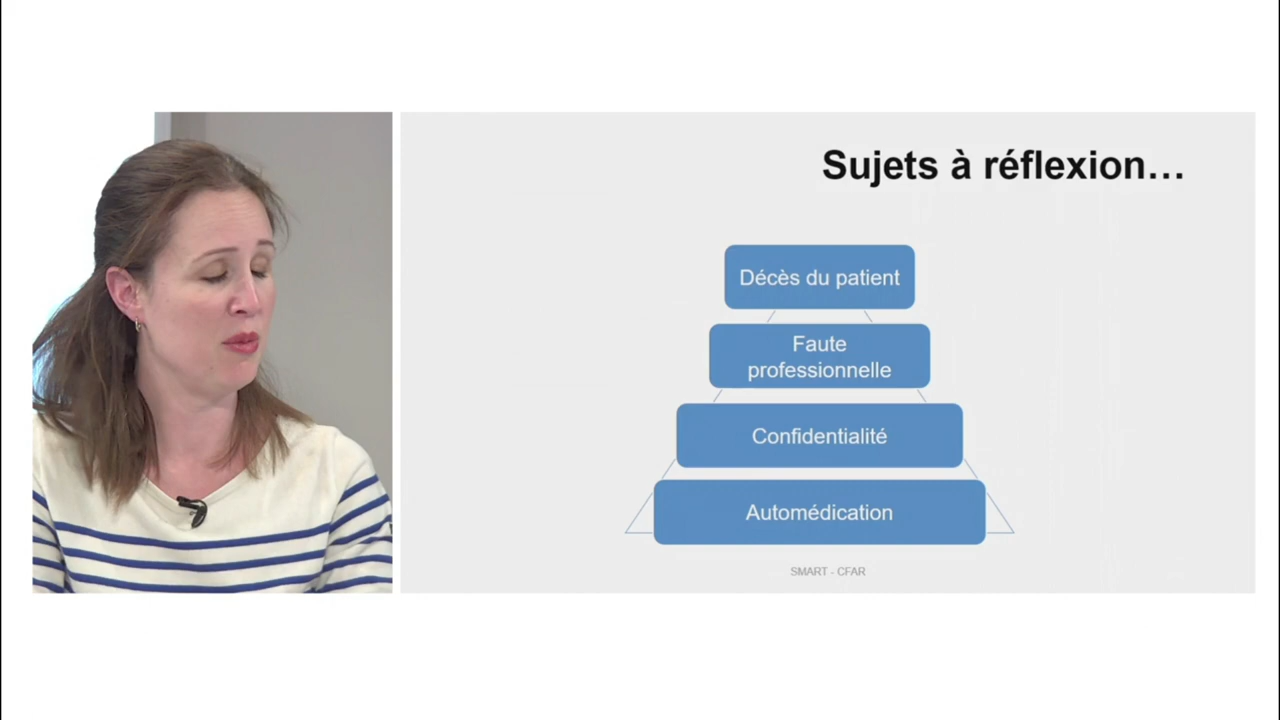 Sujets à réflexion…
Décès du patient
Faute
professionnelle
Confidentialité
Automédication
SMART - CFAR